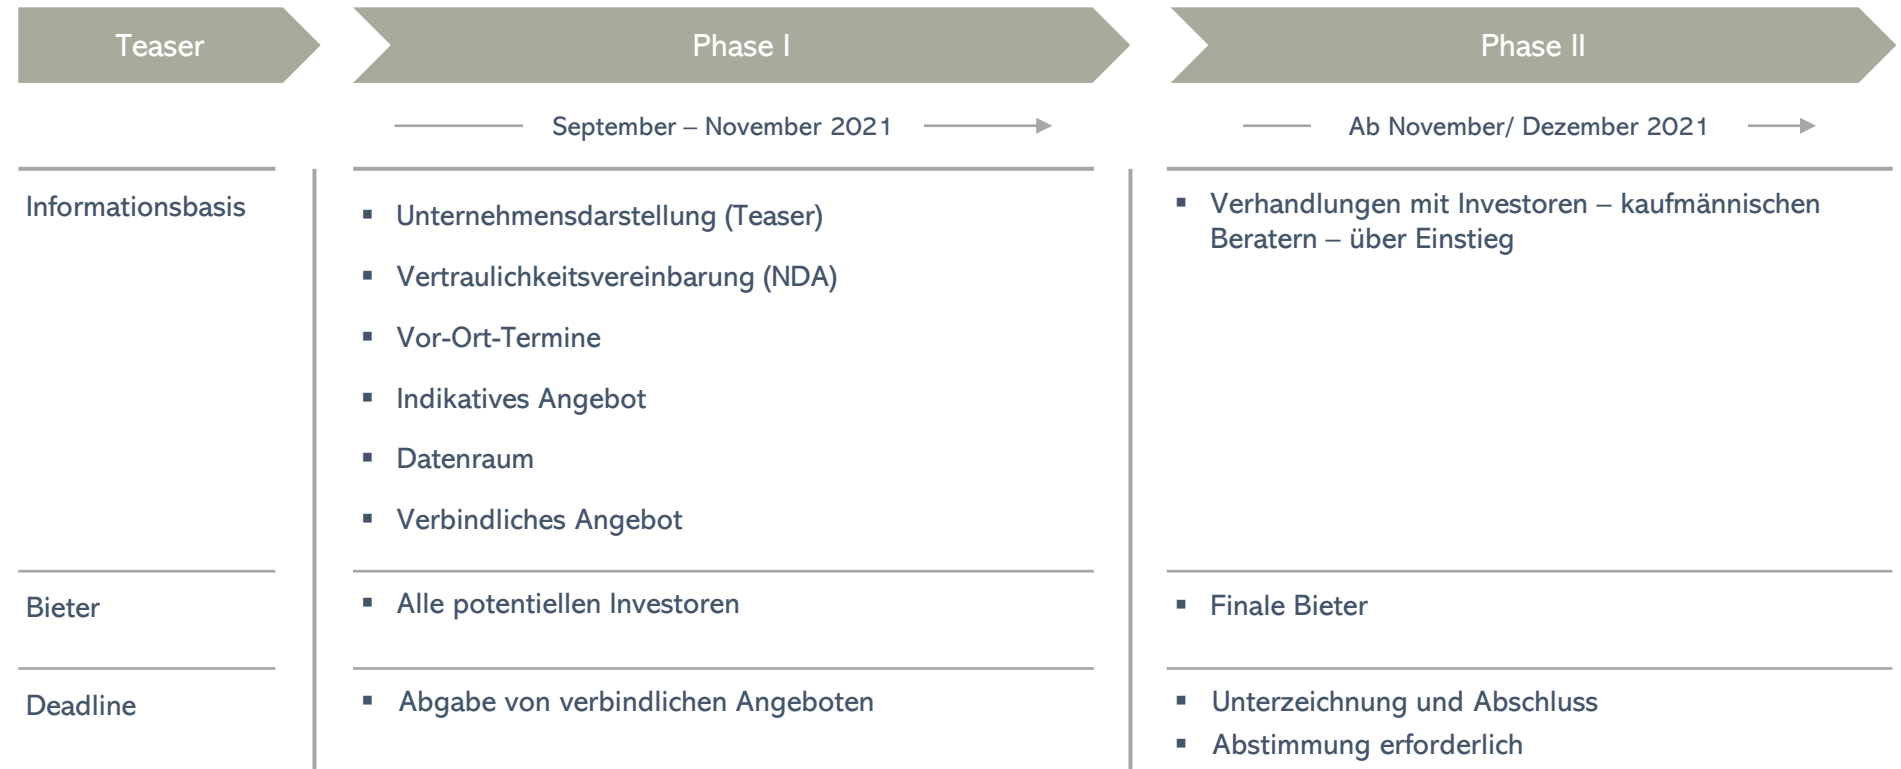 Teaser
Phase I
Phase II
September – November 2021
Ab November/ Dezember 2021
Informationsbasis
▪ Unternehmensdarstellung (Teaser)
▪ Vertraulichkeitsvereinbarung (NDA)
▪ Vor-Ort-Termine
▪ Indikatives Angebot
▪ Datenraum
▪ Verbindliches Angebot
▪ Verhandlungen mit Investoren – kaufmännischen
Beratern – über Einstieg
Bieter
▪ Alle potentiellen Investoren
▪ Finale Bieter
Deadline
▪ Abgabe von verbindlichen Angeboten
▪ Unterzeichnung und Abschluss
▪ Abstimmung erforderlich